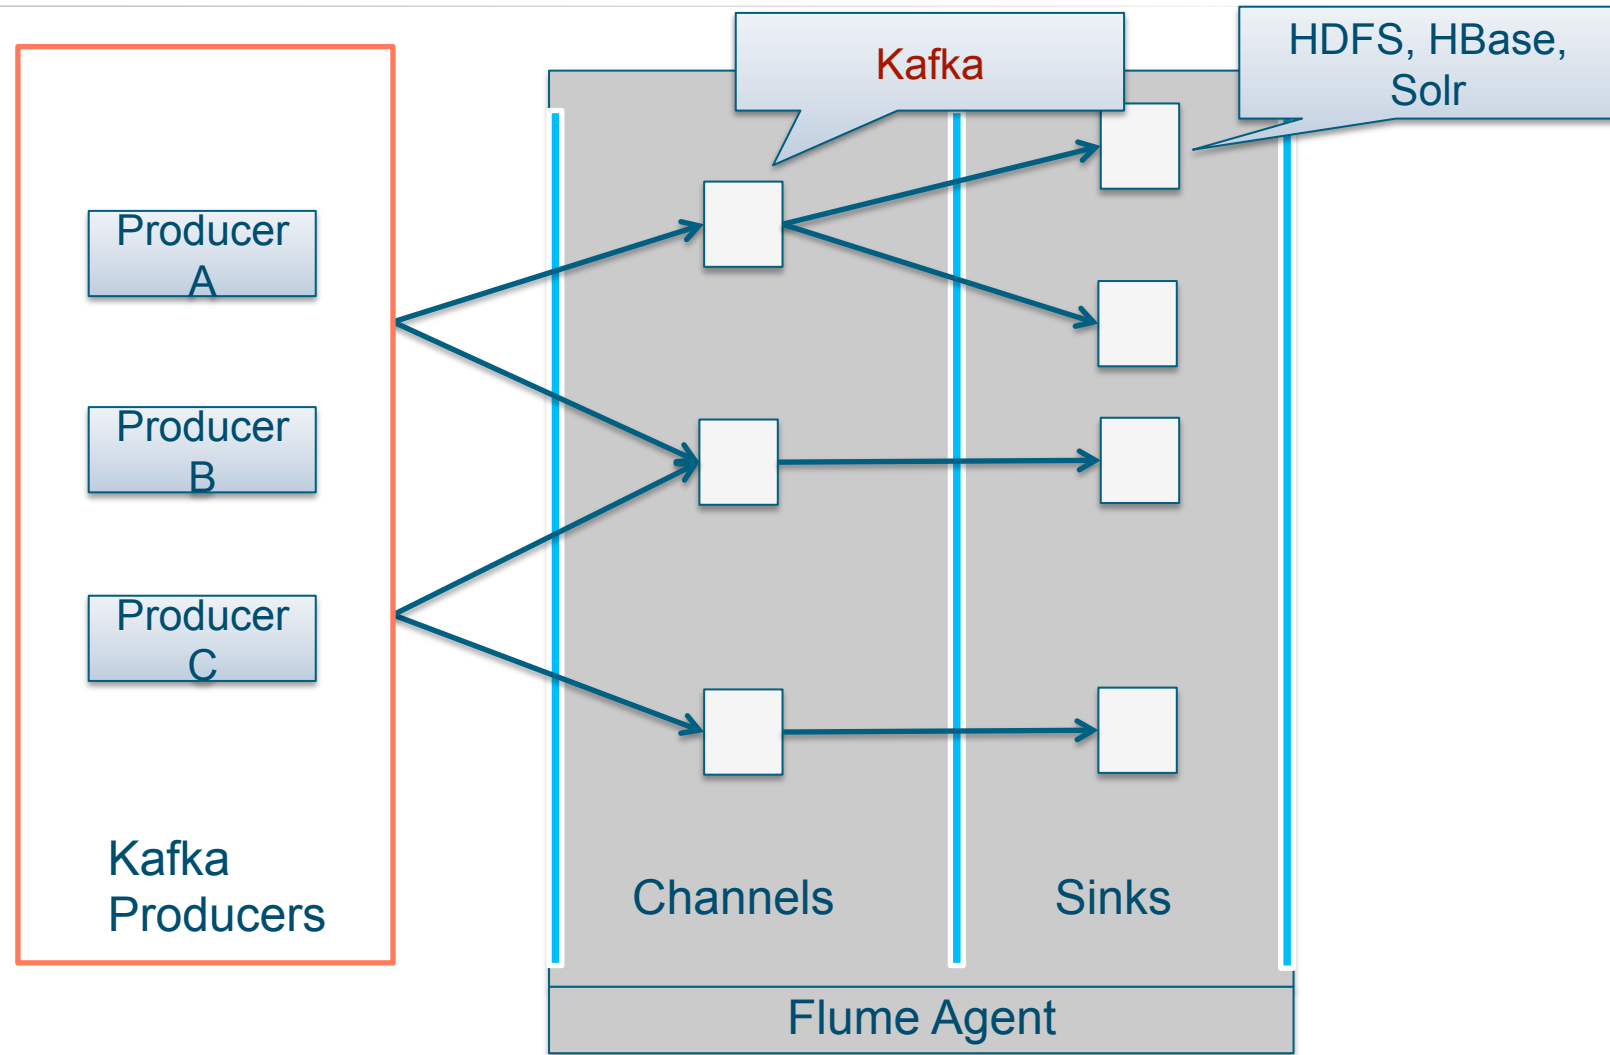 Kafka
HDFS, HBase,
Solr
Producer
A
Producer
B
Producer
C
Kafka
Producers
Channels
Sinks
Flume Agent